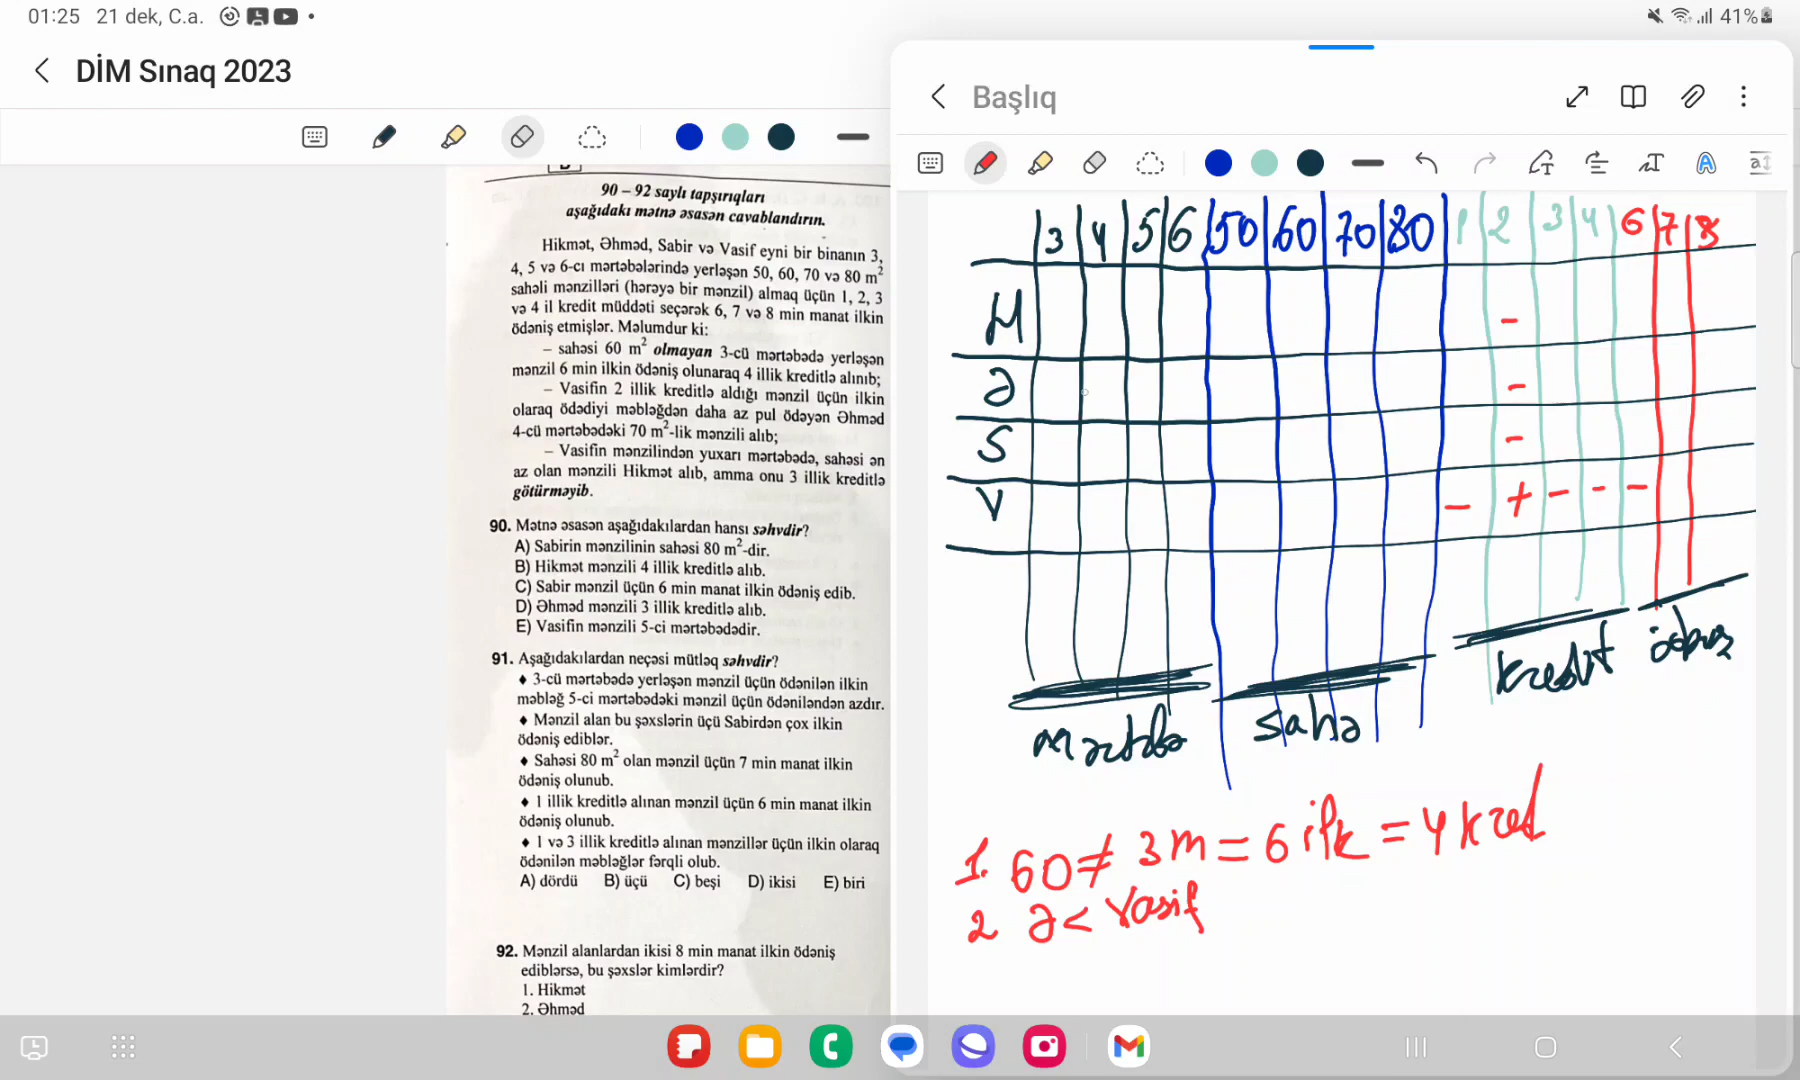 01:25 21 dek, C.a.
41%
DİM Sınaq 2023
90 – 92 saylı tapşırıqları
aşağıdakı mətnə əsasən cavablandırın.
Hikmət, Əhməd, Sabir və Vasif eyni bir binanın 3,
4, 5 və 6-cı mərtəbələrində yerləşən 50, 60, 70 və 80 m²
sahəli mənzilləri (hərəyə bir mənzil) almaq üçün 1, 2, 3
və 4 il kredit müddəti seçərək 6, 7 və 8 min manat ilkin
ödəniş etmişlər. Məlumdur ki:
– sahəsi 60 m² olmayan 3-cü mərtəbədə yerləşən
mənzil 6 min ilkin ödəniş olunaraq 4 illik kreditlə alınıb;
– Vasifin 2 illik kreditlə aldığı mənzil üçün ilkin
olaraq ödədiyi məbləğdən daha az pul ödəyən Əhməd
4-cü mərtəbədəki 70 m²-lik mənzili alıb;
– Vasifin mənzilindən yuxarı mərtəbədə, sahəsi ən
az olan mənzili Hikmət alıb, amma onu 3 illik kreditlə
götürməyib.
90. Mətnə əsasən aşağıdakılardan hansı səhvdir?
A) Sabirin mənzilinin sahəsi 80 m²-dir.
B) Hikmət mənzili 4 illik kreditlə alıb.
C) Sabir mənzil üçün 6 min manat ilkin ödəniş edib.
D) Əhməd mənzili 3 illik kreditlə alıb.
E) Vasifin mənzili 5-ci mərtəbədədir.
91. Aşağıdakılardan neçəsi mütləq səhvdir?
♦ 3-cü mərtəbədə yerləşən mənzil üçün ödənilən ilkin
məbləğ 5-ci mərtəbədəki mənzil üçün ödəniləndən azdır.
♦ Mənzil alan bu şəxslərin üçü Sabirdən çox ilkin
ödəniş ediblər.
♦ Sahəsi 80 m² olan mənzil üçün 7 min manat ilkin
ödəniş olunub.
♦ 1 illik kreditlə alınan mənzil üçün 6 min manat ilkin
ödəniş olunub.
♦ 1 və 3 illik kreditlə alınan mənzillər üçün ilkin olaraq
ödənilən məbləğlər fərqli olub.
A) dördü B) üçü C) beşi D) ikisi E) biri
92. Mənzil alanlardan ikisi 8 min manat ilkin ödəniş
ediblərsə, bu şəxslər kimlərdir?
1. Hikmət
2. Əhməd
Başlıq
3 4 5 6 50 60 70 80 1 2 3 4 6 7 8
H -
Ə -
S -
V - + - - -
mərtəbə sahə kredit ödəniş
1. 60 ≠ 3m = 6 ilk = 4 kred
2 Ə < Vasif